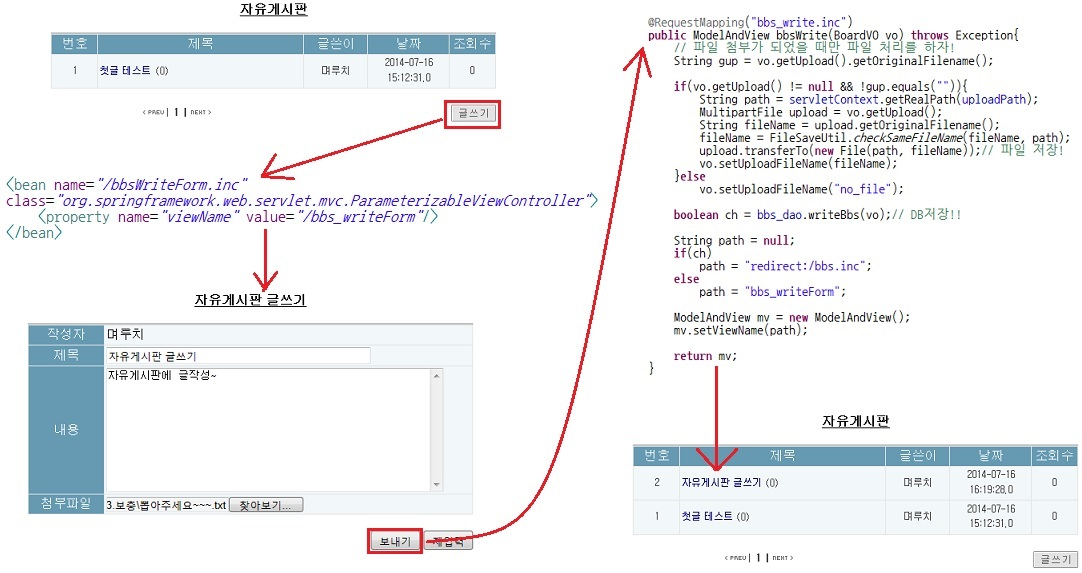 자유게시판
번호 제목 글쓴이 날짜 조회수
1 첫글 테스트 (0) 며루치 2014-07-16 15:12:31.0 0
< PREV | 1 | NEXT >
글쓰기
<bean name="/bbsWriteForm.inc"
class="org.springframework.web.servlet.mvc.ParameterizableViewController">
<property name="viewName" value="/bbs_writeForm"/>
</bean>
자유게시판 글쓰기
작성자 며루치
제목 자유게시판 글쓰기
내용 자유게시판에 글작성~
첨부파일 3.보충\뽑아주세요~~~.txt 찾아보기...
보내기 재입력
@RequestMapping("bbs_write.inc")
public ModelAndView bbsWrite(BoardVO vo) throws Exception{
// 파일 첨부가 되었을 때만 파일 처리를 하자!
String gup = vo.getUpload().getOriginalFilename();
if(vo.getUpload() != null && !gup.equals("")){
String path = servletContext.getRealPath(uploadPath);
MultipartFile upload = vo.getUpload();
String fileName = upload.getOriginalFilename();
fileName = FileSaveUtil.checkSameFileName(fileName, path);
upload.transferTo(new File(path, fileName));// 파일 저장!
vo.setUploadFileName(fileName);
}else
vo.setUploadFileName("no_file");
boolean ch = bbs_dao.writeBbs(vo);// DB저장!!
String path = null;
if(ch)
path = "redirect:/bbs.inc";
else
path = "bbs_writeForm";
ModelAndView mv = new ModelAndView();
mv.setViewName(path);
return mv;
}
자유게시판
번호 제목 글쓴이 날짜 조회수
2 자유게시판 글쓰기 (0) 며루치 2014-07-16 16:19:28.0 0
1 첫글 테스트 (0) 며루치 2014-07-16 15:12:31.0 0
< PREV | 1 | NEXT >
글쓰기